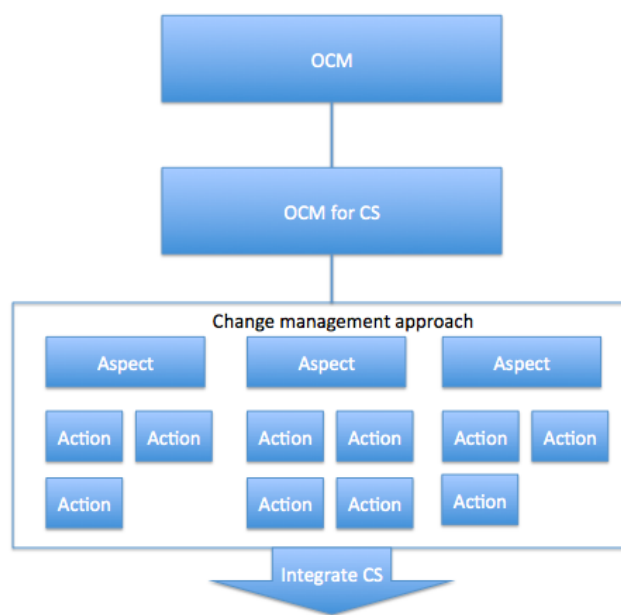 OCM
OCM for CS
Change management approach
Aspect Aspect Aspect
Action Action Action Action Action Action
Action Action Action Action
Integrate CS